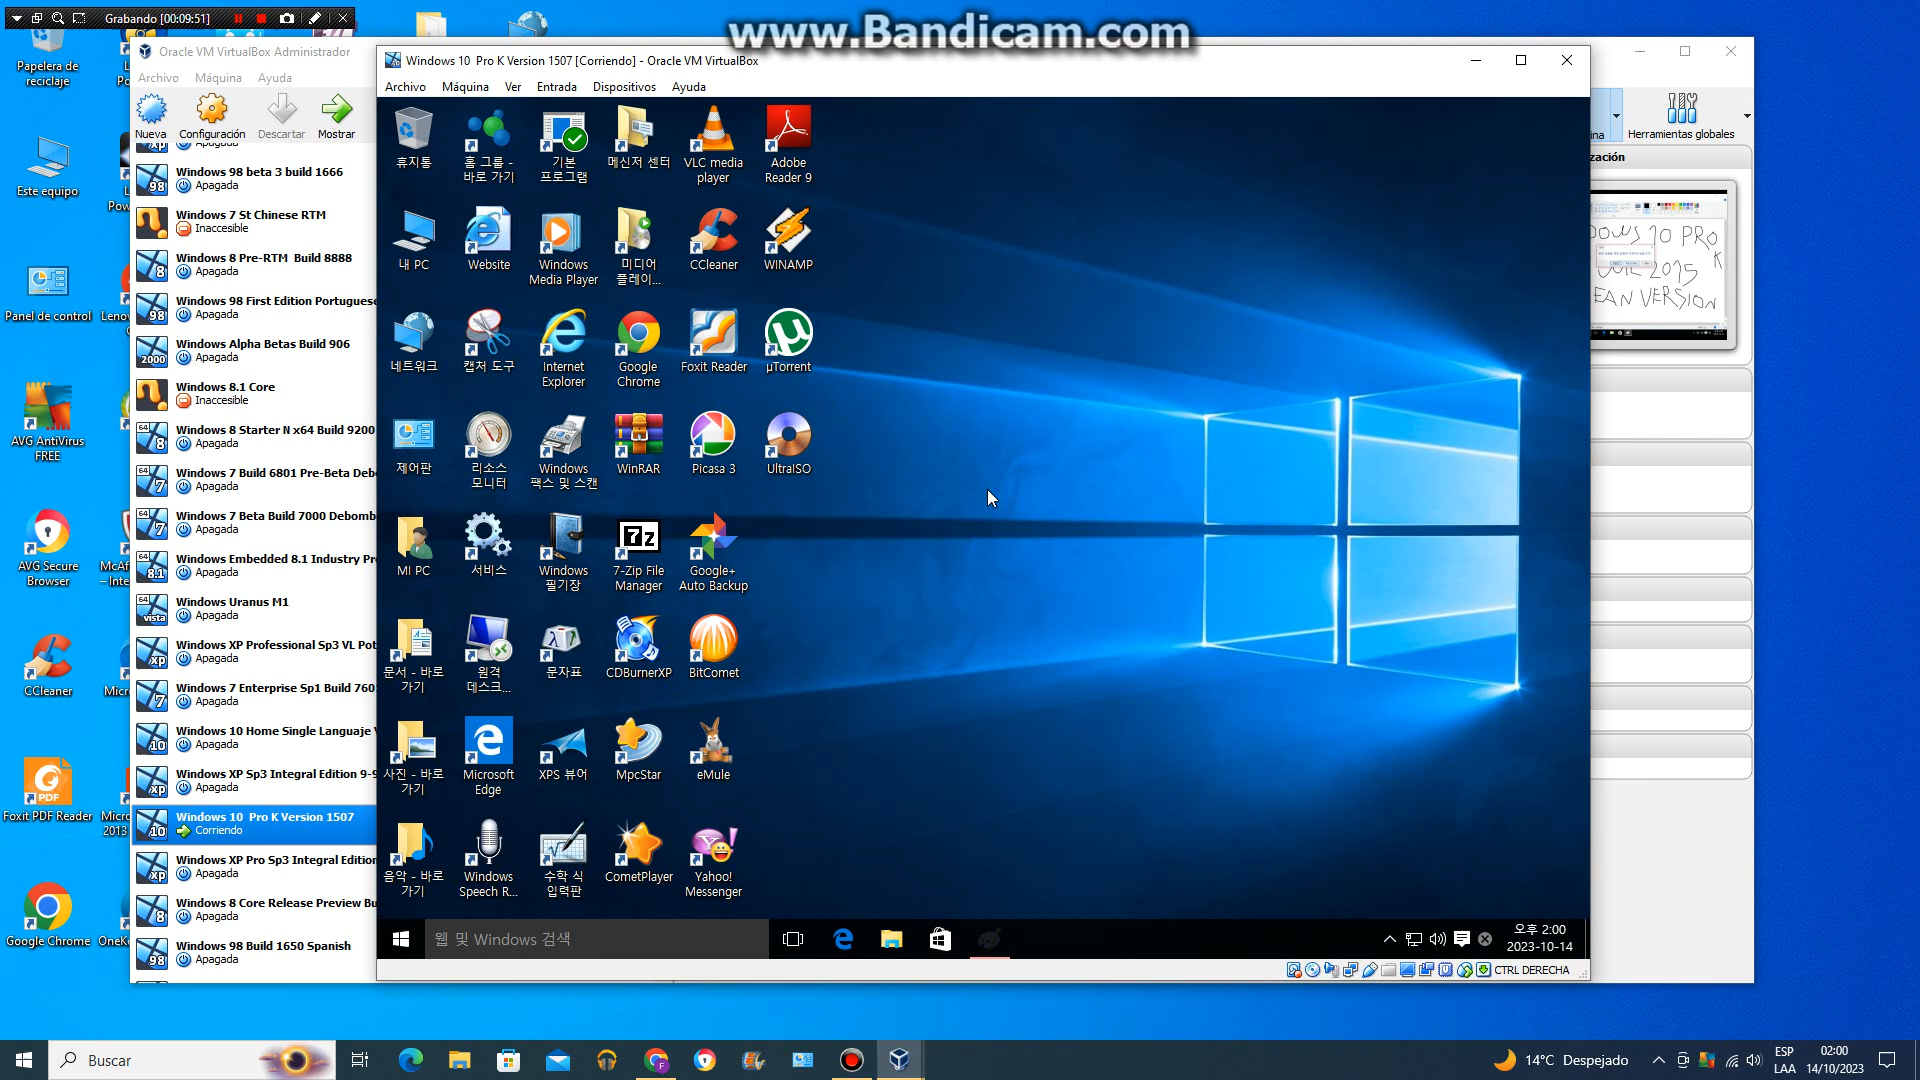 Grabando [00:09:51]
www.Bandicam.com
Papelera de
reciclaje
Este equipo
Panel de control
AVG AntiVirus
FREE
AVG Secure
Browser
CCleaner
Foxit PDF Reader
Google Chrome
Oracle VM VirtualBox Administrador
Archivo Máquina Ayuda
Nueva Configuración Descartar Mostrar
Herramientas globales
Apagada
Windows 98 beta 3 build 1666
Apagada
Windows 7 St Chinese RTM
Inaccesible
Windows 8 Pre-RTM Build 8888
Apagada
Windows 98 First Edition Portuguese
Apagada
Windows Alpha Betas Build 906
Apagada
Windows 8.1 Core
Inaccesible
Windows 8 Starter N x64 Build 9200
Apagada
Windows 7 Build 6801 Pre-Beta Deb
Apagada
Windows 7 Beta Build 7000 Debomb
Apagada
Windows Embedded 8.1 Industry Pr
Apagada
Windows Uranus M1
Apagada
Windows XP Professional Sp3 VL Pot
Apagada
Windows 7 Enterprise Sp1 Build 760
Apagada
Windows 10 Home Single Languaje
Apagada
Windows XP Sp3 Integral Edition 9-9
Apagada
Windows 10 Pro K Version 1507
Corriendo
Windows XP Pro Sp3 Integral Edition
Apagada
Windows 8 Core Release Preview Bu
Apagada
Windows 98 Build 1650 Spanish
Apagada
Windows 10 Pro K Version 1507 [Corriendo] - Oracle VM VirtualBox
Archivo Máquina Ver Entrada Dispositivos Ayuda
휴지통
홈 그룹 -
바로 가기
기본
프로그램
메신저 센터
VLC media
player
Adobe
Reader 9
내 PC
Website
Windows
Media Player
미디어
플레이...
CCleaner
WINAMP
네트워크
캡처 도구
Internet
Explorer
Google
Chrome
Foxit Reader
µTorrent
제어판
리소스
모니터
Windows
팩스 및 스캔
WinRAR
Picasa 3
UltraISO
MI PC
서비스
Windows
필기장
7-Zip File
Manager
Google+
Auto Backup
문서 - 바로
가기
원격
데스크...
문자표
CDBurnerXP
BitComet
사진 - 바로
가기
Microsoft
Edge
XPS 뷰어
MpcStar
eMule
음악 - 바로
가기
Windows
Speech R...
수학 식
입력판
CometPlayer
Yahoo!
Messenger
웹 및 Windows 검색
오후 2:00
2023-10-14
CTRL DERECHA
Buscar
14°C Despejado
ESP
LAA
02:00
14/10/2023